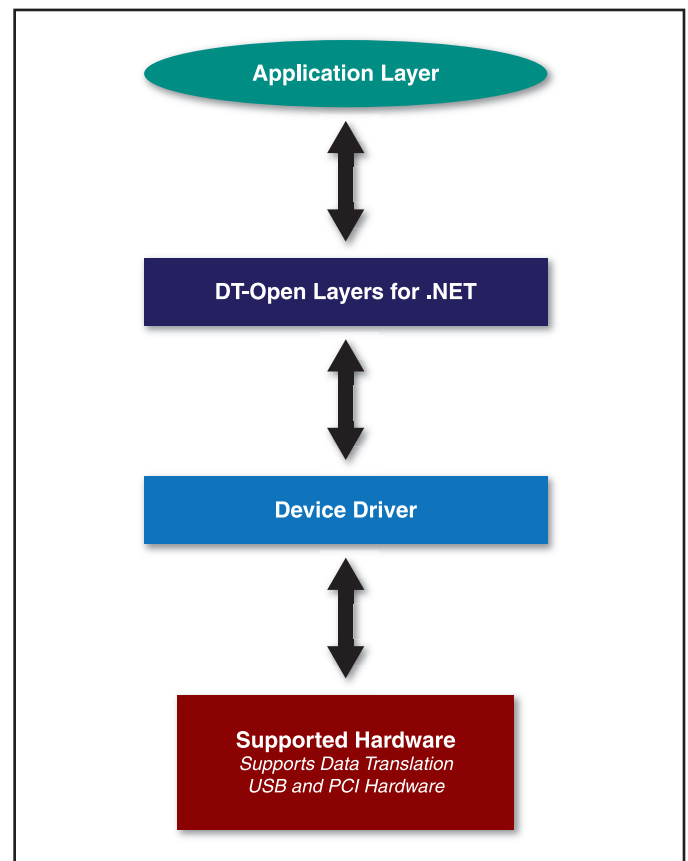 Application Layer
DT-Open Layers for .NET
Device Driver
Supported Hardware
Supports Data Translation
USB and PCI Hardware